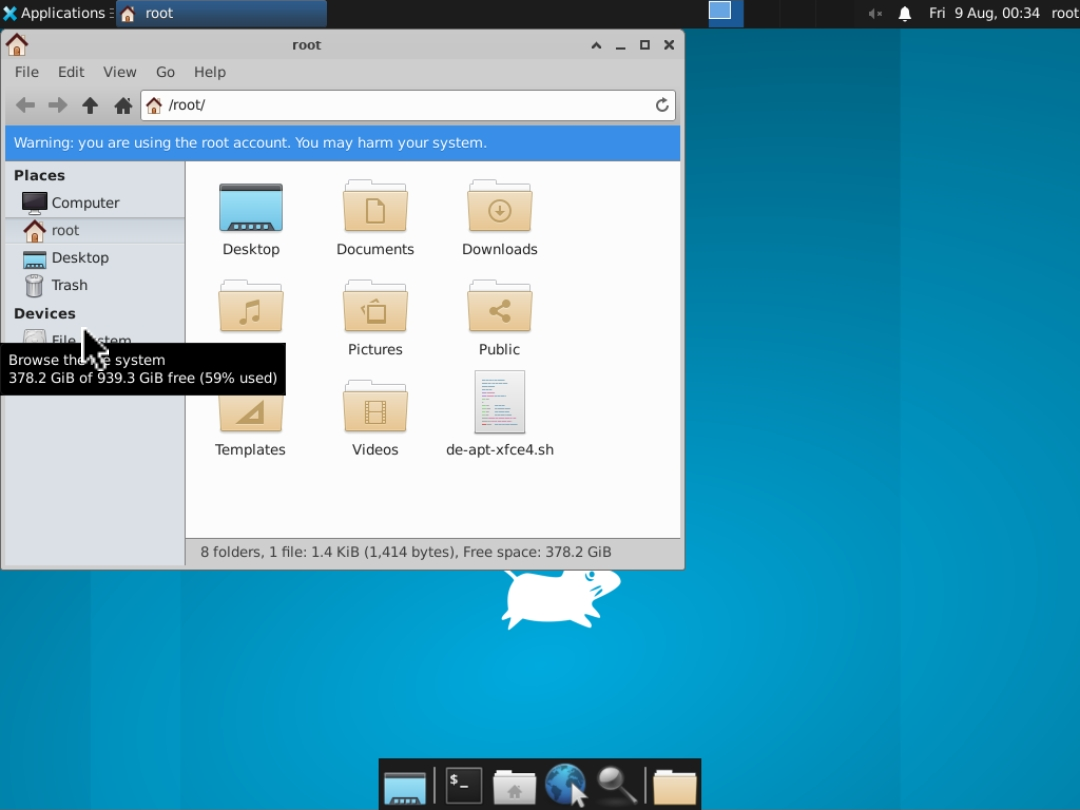 Applications
root
Fri 9 Aug, 00:34
root
root
File Edit View Go Help
/root/
Warning: you are using the root account. You may harm your system.
Places
Computer
root
Desktop
Trash
Devices
File System
Browse the file system
378.2 GiB of 939.3 GiB free (59% used)
Desktop
Documents
Downloads
Pictures
Public
Templates
Videos
de-apt-xfce4.sh
8 folders, 1 file: 1.4 KiB (1,414 bytes), Free space: 378.2 GiB
$_